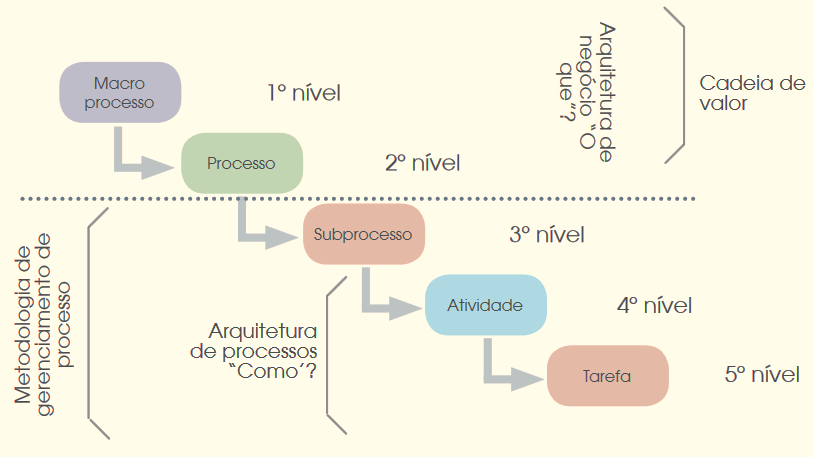 Macro
processo
1º nível
Arquitetura de
negócio "O
que"?
Cadeia de
valor
Processo
2º nível
Subprocesso
3º nível
Metodologia de
gerenciamento de
processo
Atividade
4º nível
Arquitetura
de processos
"Como'?
Tarefa
5º nível